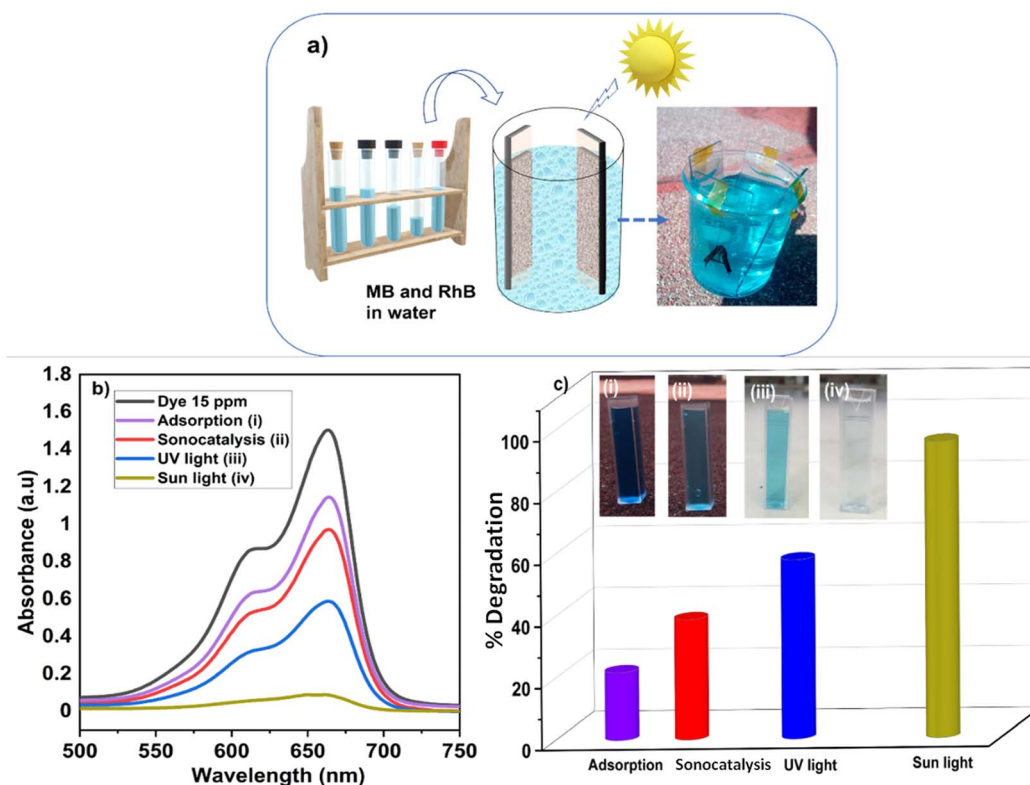 a)
MB and RhB
in water
A
b)
Dye 15 ppm
Adsorption (i)
Sonocatalysis (ii)
UV light (iii)
Sun light (iv)
Absorbance (a.u)
1.8
1.6
1.4
1.2
1
0.8
0.6
0.4
0.2
0
500
550
600
650
700
750
Wavelength (nm)
c)
(i)
(ii)
(iii)
(iv)
% Degradation
100
80
60
40
20
0
Adsorption
Sonocatalysis
UV light
Sun light